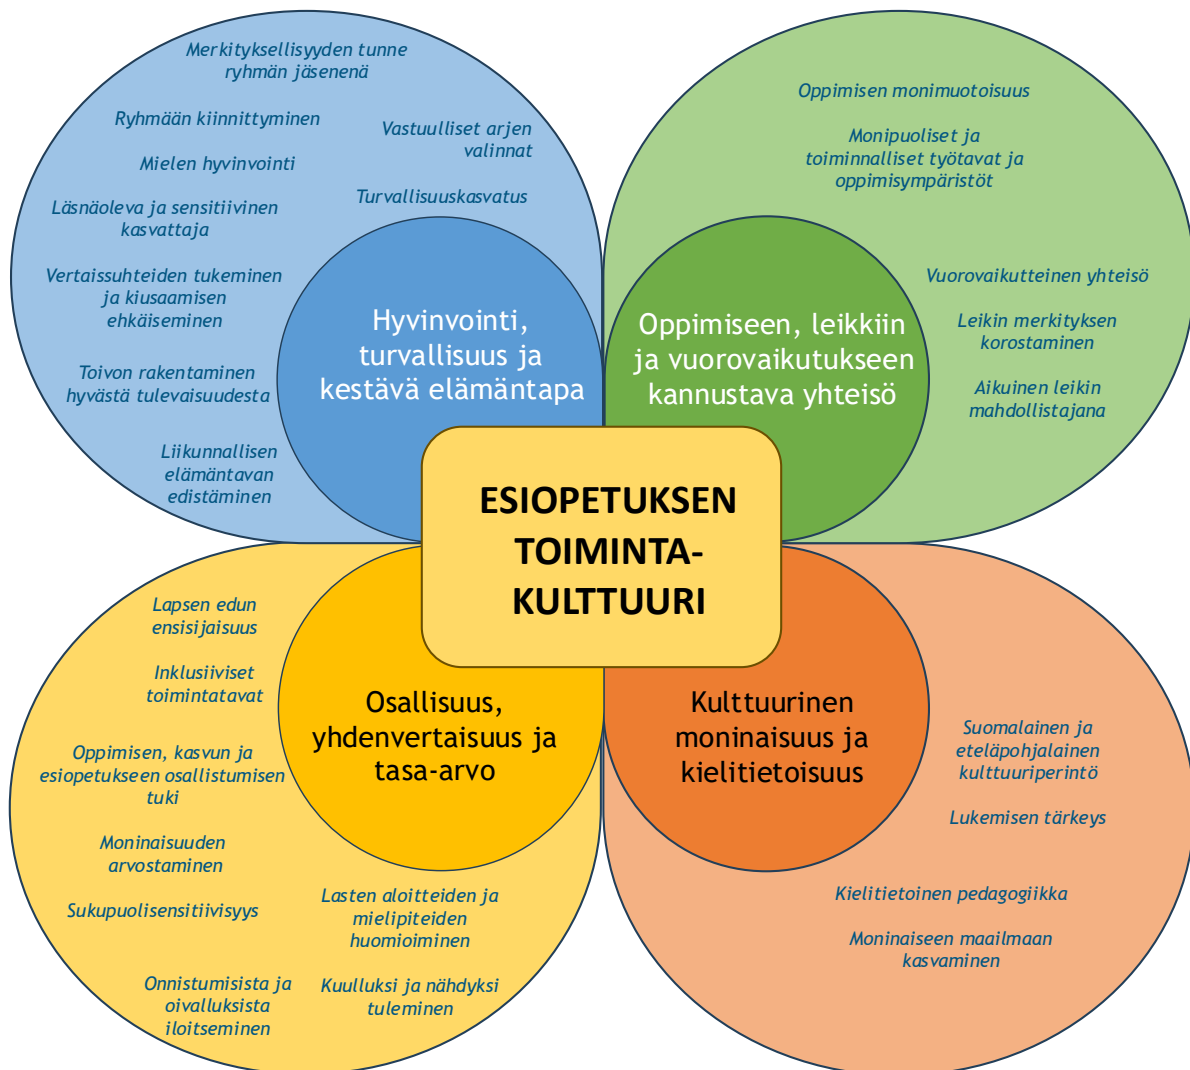 Merkityksellisyyden tunne
ryhmän jäsenenä
Ryhmään kiinnittyminen
Vastuulliset arjen
valinnat
Mielen hyvinvointi
Turvallisuuskasvatus
Läsnäoleva ja sensitiivinen
kasvattaja
Vertaissuhteiden tukeminen
ja kiusaamisen
ehkäiseminen
Toivon rakentaminen
hyvästä tulevaisuudesta
Liikunnallisen
elämäntavan
edistäminen
Hyvinvointi,
turvallisuus ja
kestävä elämäntapa
Oppimisen monimuotoisuus
Monipuoliset ja
toiminnalliset työtavat ja
oppimisympäristöt
Vuorovaikutteinen yhteisö
Leikin merkityksen
korostaminen
Aikuinen leikin
mahdollistajana
Oppimiseen, leikkiin
ja vuorovaikutukseen
kannustava yhteisö
ESIOPETUKSEN
TOIMINTA-
KULTTUURI
Lapsen edun
ensisijaisuus
Inklusiiviset
toimintatavat
Oppimisen, kasvun ja
esiopetukseen osallistumisen
tuki
Moninaisuuden
arvostaminen
Sukupuolisensitiivisyys
Lasten aloitteiden ja
mielipiteiden
huomioiminen
Onnistumisista ja
oivalluksista
iloitseminen
Kuulluksi ja nähdyksi
tuleminen
Osallisuus,
yhdenvertaisuus ja
tasa-arvo
Kulttuurinen
moninaisuus ja
kielitietoisuus
Suomalainen ja
eteläpohjalainen
kulttuuriperintö
Lukemisen tärkeys
Kielitietoinen pedagogiikka
Moninaiseen maailmaan
kasvaminen